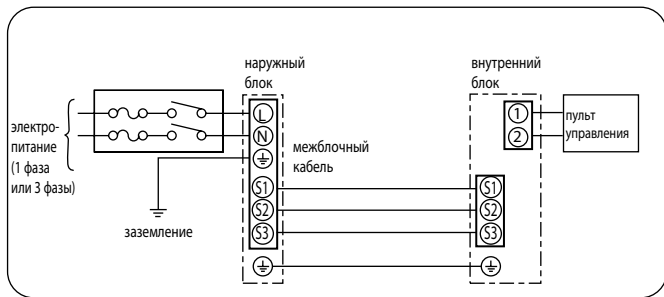 наружный
блок
внутренний
блок
электро-
питание
(1 фаза
или 3 фазы)
L
N
S1
S2
S3
заземление
межблочный
кабель
1
2
S1
S2
S3
пульт
управления